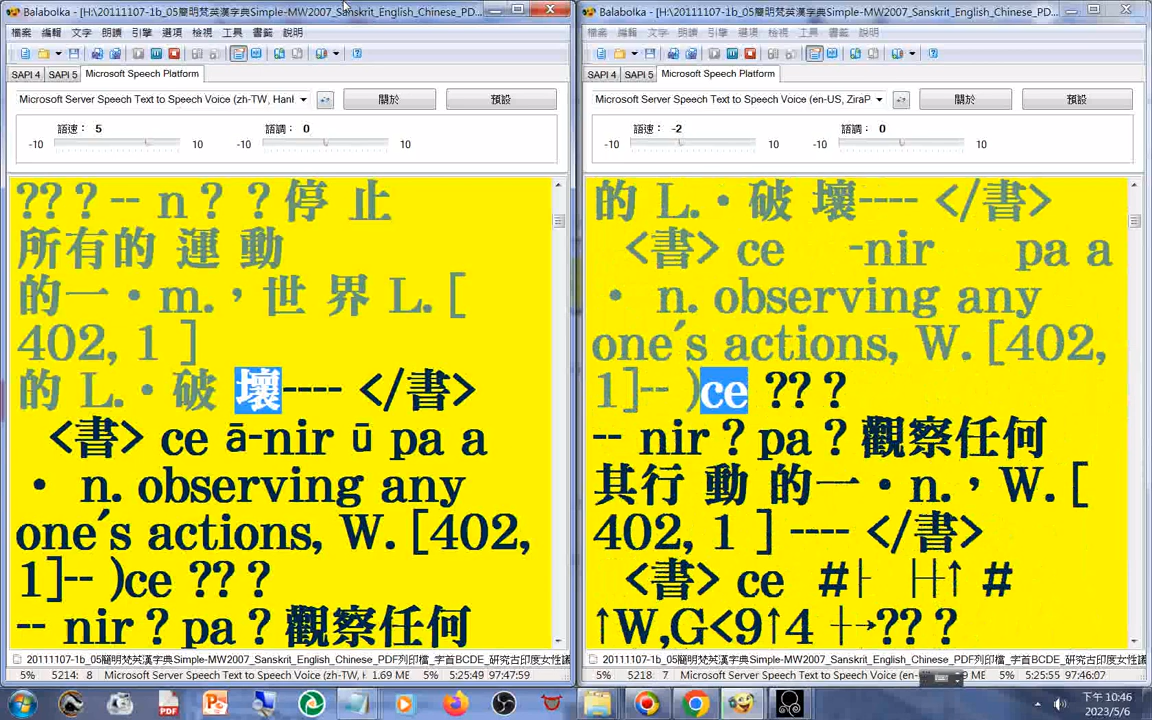 Balabolka - [H:\20111107-1b_05簡明梵英漢字典Simple-MW2007_Sanskrit_English_Chinese_PD...
檔案 編輯 文字 朗讀 引擎 選項 檢視 工具 書籤 說明
SAPI 4 SAPI 5 Microsoft Speech Platform
Microsoft Server Speech Text to Speech Voice (zh-TW, Hanl 關於 預設
語速： 5 語調： 0
-10 10 -10 10
??？-- n？？停 止
所有的 運 動
的一・m.，世 界 L. [
402, 1 ]
的 L.・破 壞---- </書>
<書> ce ā-nir ū pa a
・ n. observing any
one's actions, W. [402,
1]-- )ce ??？
-- nir？pa？觀察任何
20111107-1b_05簡明梵英漢字典Simple-MW2007_Sanskrit_English_Chinese_PDF列印檔_字首BCDE_研究古印度女性議
5% 5214: 8 Microsoft Server Speech Text to Speech Voice (zh-TW, H 1.69 MB 5% 5:25:49 97:47:59
Balabolka - [H:\20111107-1b_05簡明梵英漢字典Simple-MW2007_Sanskrit_English_Chinese_PD...
檔案 編輯 文字 朗讀 引擎 選項 檢視 工具 書籤 說明
SAPI 4 SAPI 5 Microsoft Speech Platform
Microsoft Server Speech Text to Speech Voice (en-US, ZiraP 關於 預設
語速： -2 語調： 0
-10 10 -10 10
的 L.・破 壞---- </書>
<書> ce -nir pa a
・ n. observing any
one's actions, W. [402,
1]-- )ce ??？
-- nir？pa？觀察任何
其行 動 的一・n.，W. [
402, 1 ] ---- </書>
<書> ce #├ ├┼↑ #
↑W,G<9↑4 ┼→??？
20111107-1b_05簡明梵英漢字典Simple-MW2007_Sanskrit_English_Chinese_PDF列印檔_字首BCDE_研究古印度女性議
5% 5218 7 Microsoft Server Speech Text to Speech Voice 9 MB 5% 5:25:55 97:46:07
下午 10:46
2023/5/6